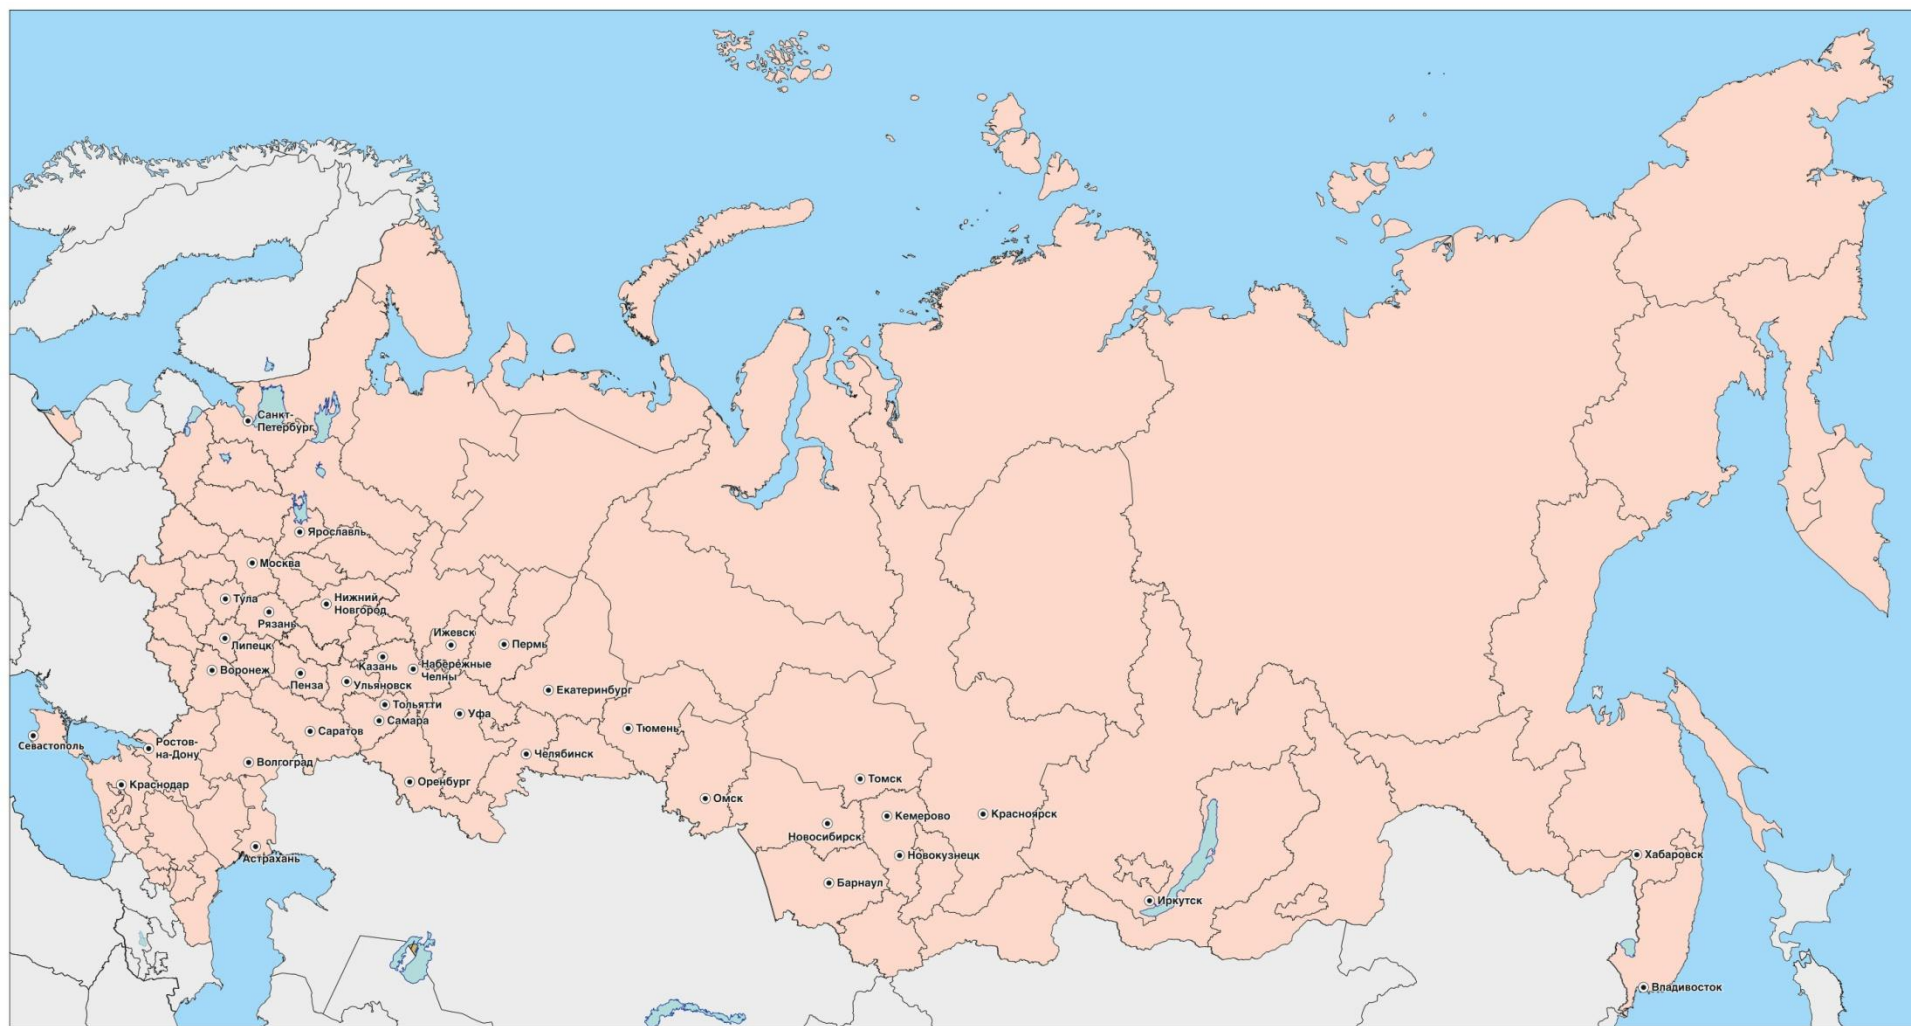 Санкт-
Петербург
Ярославль
Москва
Тула
Нижний
Новгород
Рязань
Ижевск
Пермь
Липецк
Казань
Набережные
Челны
Воронеж
Пенза
Ульяновск
Екатеринбург
Тольятти
Самара
Уфа
Тюмень
Саратов
Севастополь
Ростов-
на-Дону
Челябинск
Волгоград
Оренбург
Томск
Краснодар
Омск
Кемерово
Красноярск
Новосибирск
Астрахань
Новокузнецк
Хабаровск
Барнаул
Иркутск
Владивосток